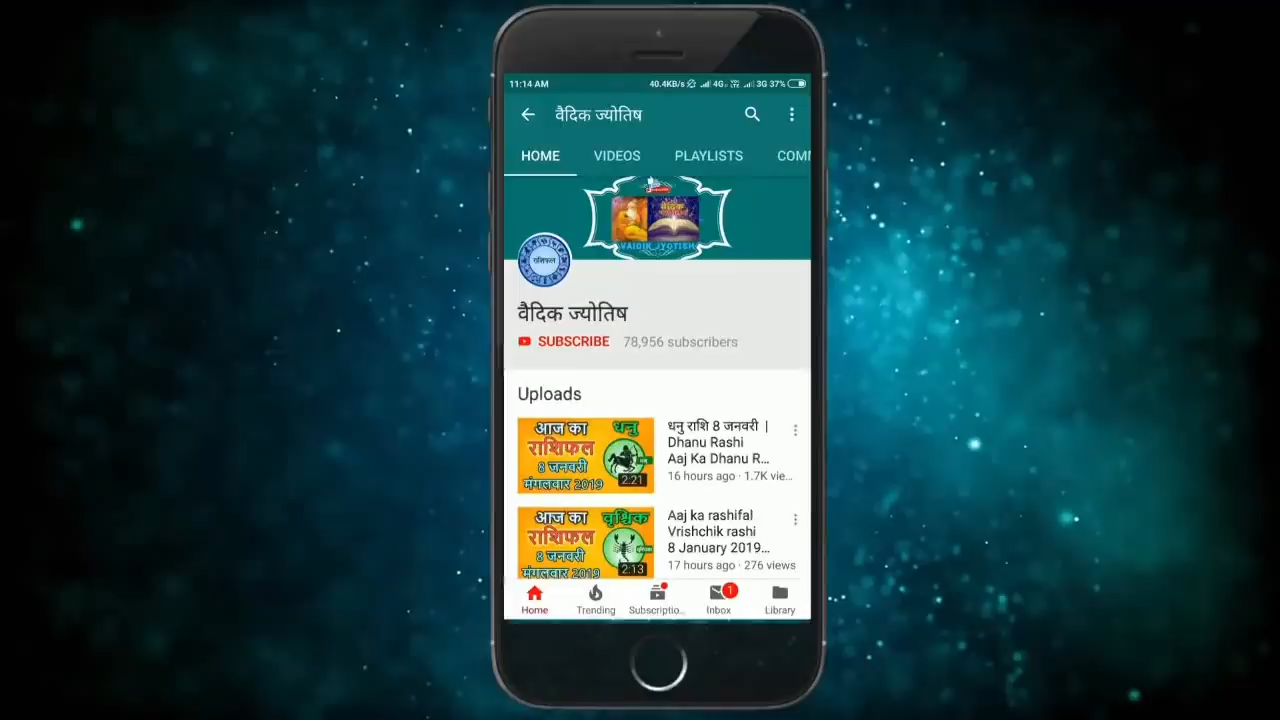 11:14 AM 40.4KB/s 4G 3G 37%
वैदिक ज्योतिष
HOME VIDEOS PLAYLISTS COMM
वैदिक
VAIDIK JYOTISH
राशिफल
वैदिक ज्योतिष
SUBSCRIBE 78,956 subscribers
Uploads
आज का धनु
राशिफल
8 जनवरी
मंगलवार 2019
2:21
धनु राशि 8 जनवरी |
Dhanu Rashi
Aaj Ka Dhanu R...
16 hours ago · 1.7K vie...
आज का वृश्चिक
राशिफल
8 जनवरी
मंगलवार 2019
2:13
Aaj ka rashifal
Vrishchik rashi
8 January 2019...
17 hours ago · 276 views
Home Trending Subscriptio... 1 Inbox Library